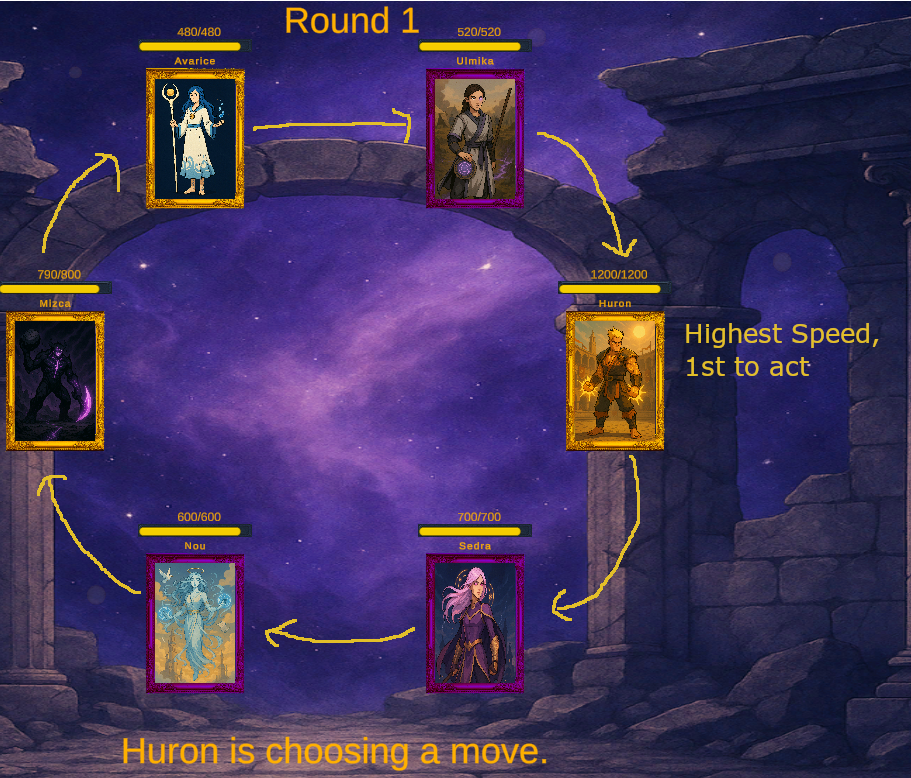 Round 1
480/480
Avarice
520/520
Ulmika
790/800
Mizca
1200/1200
Huron
Highest Speed,
1st to act
600/600
Nou
700/700
Sedra
Huron is choosing a move.